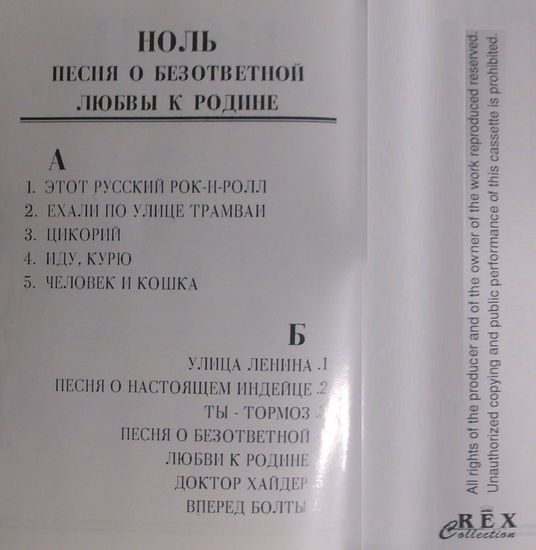 НОЛЬ
ПЕСНЯ О БЕЗОТВЕТНОЙ
ЛЮБВЫ К РОДИНЕ
А
1. ЭТОТ РУССКИЙ РОК-Н-РОЛЛ
2. ЕХАЛИ ПО УЛИЦЕ ТРАМВАИ
3. ЦИКОРИЙ
4. ИДУ, КУРЮ
5. ЧЕЛОВЕК И КОШКА
Б
УЛИЦА ЛЕНИНА .1
ПЕСНЯ О НАСТОЯЩЕМ ИНДЕЙЦЕ .2
ТЫ - ТОРМОЗ
ПЕСНЯ О БЕЗОТВЕТНОЙ
ЛЮБВИ К РОДИНЕ
ДОКТОР ХАЙДЕР
ВПЕРЕД БОЛТЫ
All rights of the producer and of the owner of the work reproduced reserved.
Unauthorized copying and public performance of this cassette is prohibited.
REX
Collection